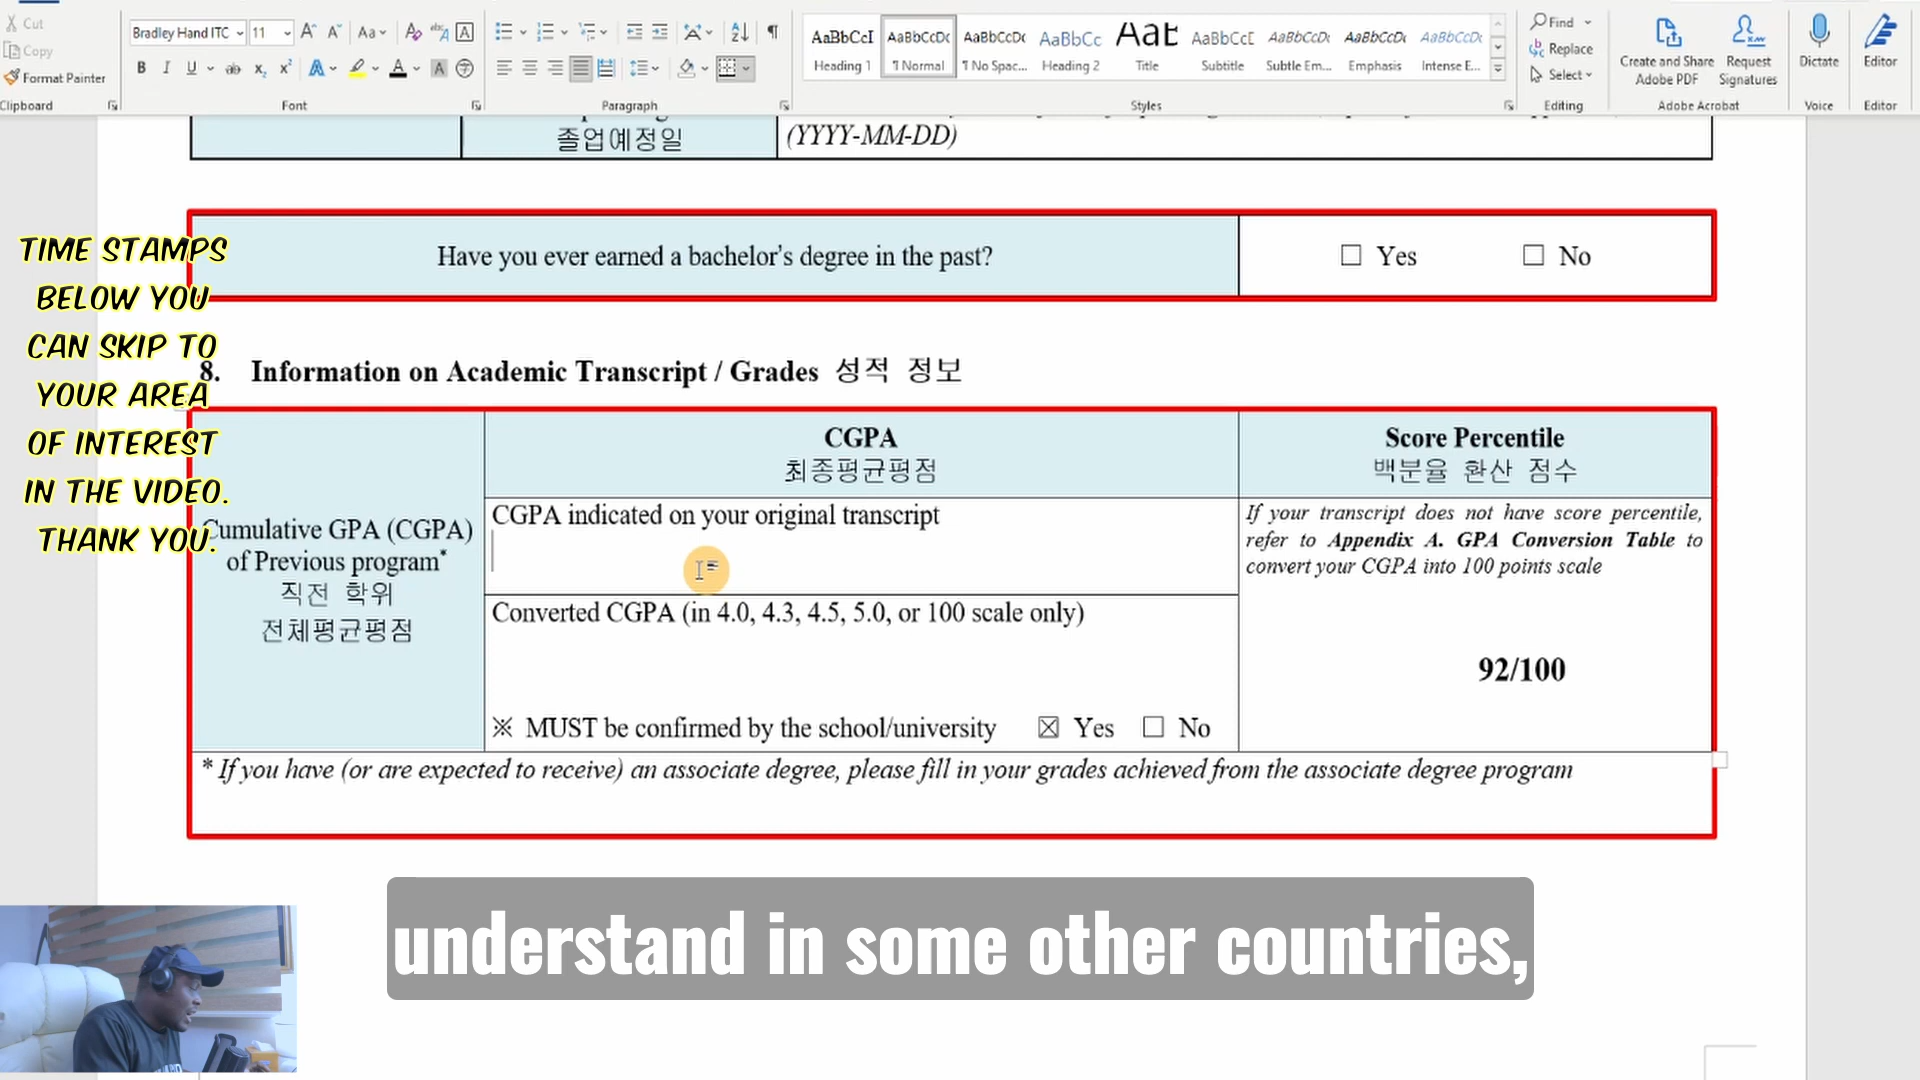 Cut
Copy
Format Painter
Clipboard
Bradley Hand ITC
11
Aa
B I U ab x₂ x² A A A
Font
Paragraph
AaBbCcI AaBbCcDc AaBbCcDc AaBbCc Aab AaBbCcD AaBbCcDc AaBbCcDc AaBbCcDc
Heading 1 ¶ Normal ¶ No Spac... Heading 2 Title Subtitle Subtle Em... Emphasis Intense E...
Styles
Find
Replace
Select
Editing
Create and Share Adobe PDF
Request Signatures
Adobe Acrobat
Dictate
Voice
Editor
Editor
졸업예정일
(YYYY-MM-DD)
Have you ever earned a bachelor's degree in the past?
☐ Yes ☐ No
8. Information on Academic Transcript / Grades 성적 정보
CGPA
최종평균평점
Score Percentile
백분율 환산 점수
Cumulative GPA (CGPA)
of Previous program*
직전 학위
전체평균평점
CGPA indicated on your original transcript
Converted CGPA (in 4.0, 4.3, 4.5, 5.0, or 100 scale only)
※ MUST be confirmed by the school/university ☒ Yes ☐ No
If your transcript does not have score percentile,
refer to Appendix A. GPA Conversion Table to
convert your CGPA into 100 points scale
92/100
* If you have (or are expected to receive) an associate degree, please fill in your grades achieved from the associate degree program
TIME STAMPS
BELOW YOU
CAN SKIP TO
YOUR AREA
OF INTEREST
IN THE VIDEO.
THANK YOU.
understand in some other countries,